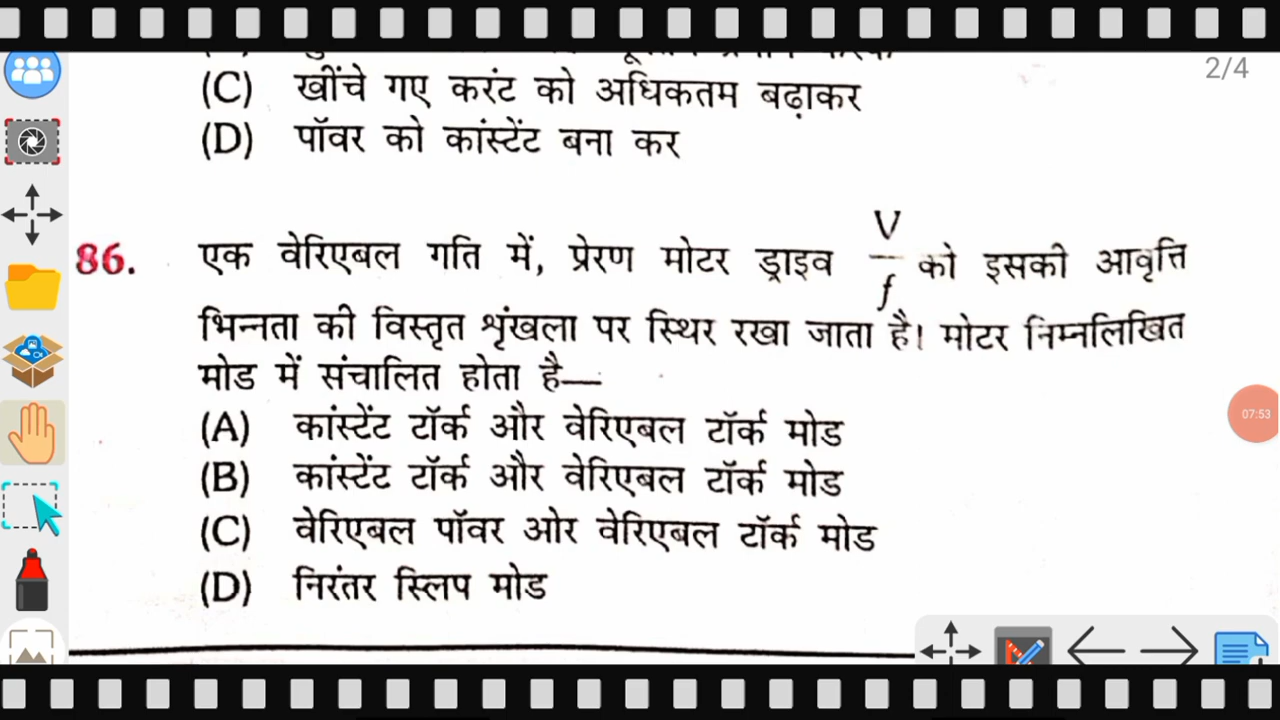 2/4
(C) खींचे गए करंट को अधिकतम बढ़ाकर
(D) पॉवर को कांस्टेंट बना कर
86. एक वेरिएबल गति में, प्रेरण मोटर ड्राइव V/f को इसकी आवृत्ति
भिन्नता की विस्तृत शृंखला पर स्थिर रखा जाता है। मोटर निम्नलिखित
मोड में संचालित होता है—
(A) कांस्टेंट टॉर्क और वेरिएबल टॉर्क मोड
(B) कांस्टेंट टॉर्क और वेरिएबल टॉर्क मोड
(C) वेरिएबल पॉवर ओर वेरिएबल टॉर्क मोड
(D) निरंतर स्लिप मोड
07:53